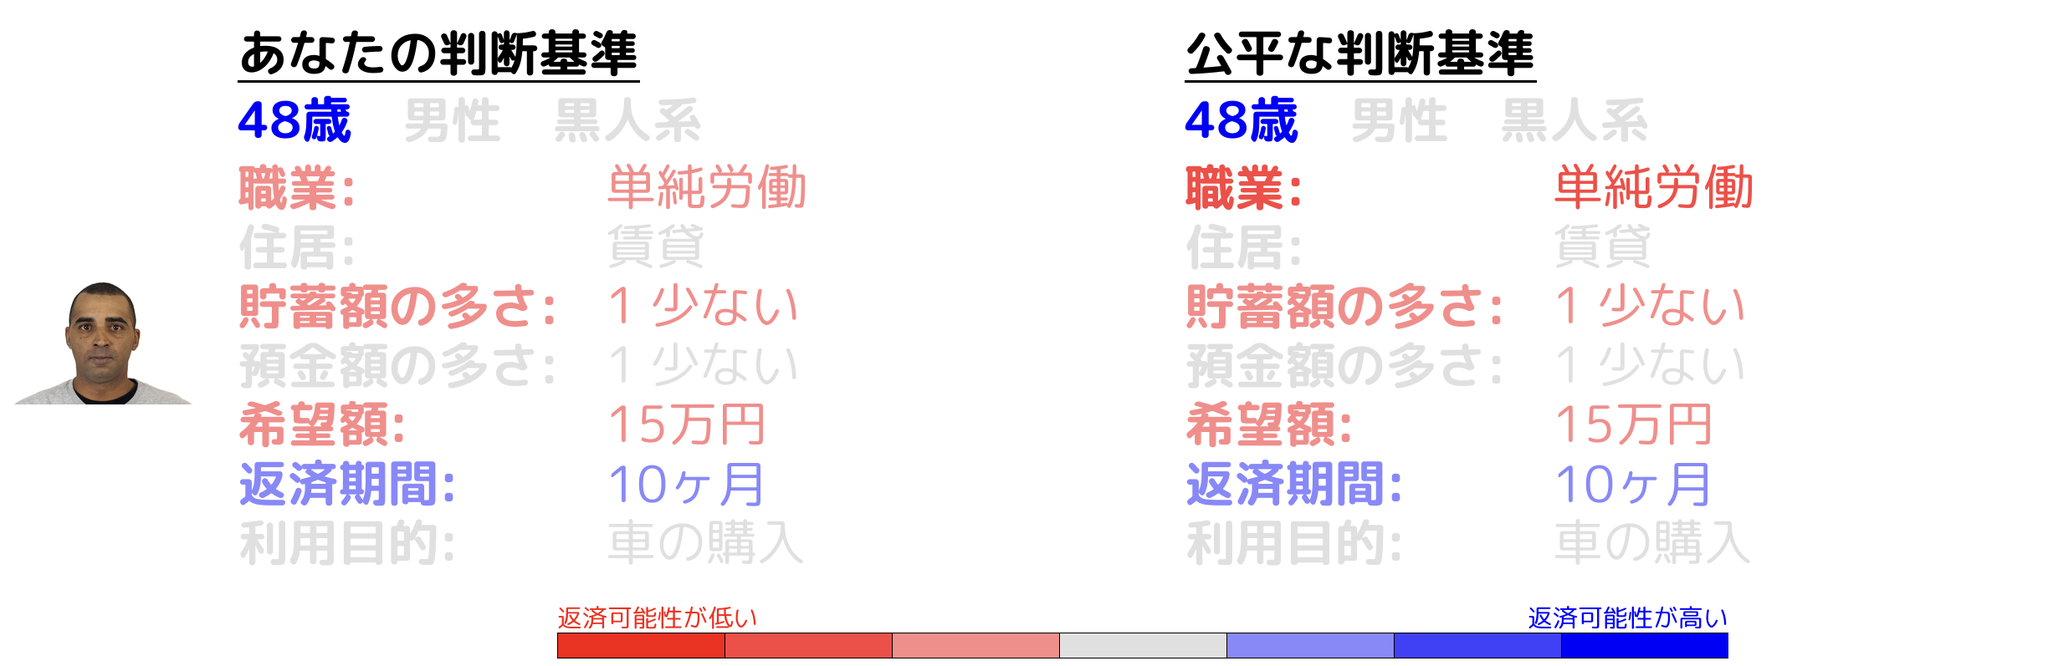 あなたの判断基準
48歳 男性 黒人系
職業: 単純労働
住居: 賃貸
貯蓄額の多さ: 1 少ない
預金額の多さ: 1 少ない
希望額: 15万円
返済期間: 10ヶ月
利用目的: 車の購入
公平な判断基準
48歳 男性 黒人系
職業: 単純労働
住居: 賃貸
貯蓄額の多さ: 1 少ない
預金額の多さ: 1 少ない
希望額: 15万円
返済期間: 10ヶ月
利用目的: 車の購入
返済可能性が低い
返済可能性が高い